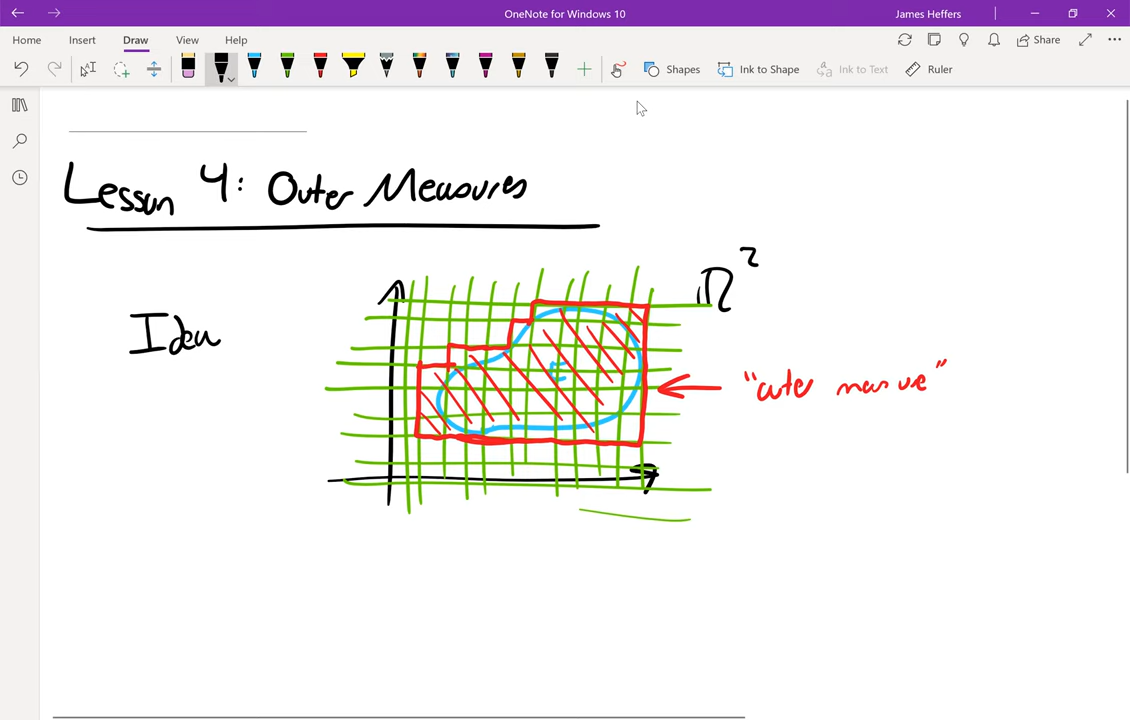 OneNote for Windows 10
James Heffers
Home Insert Draw View Help
Share
Shapes
Ink to Shape
Ink to Text
Ruler
Lesson 4: Outer Measures
Idea
ℝ²
E
"outer measure"